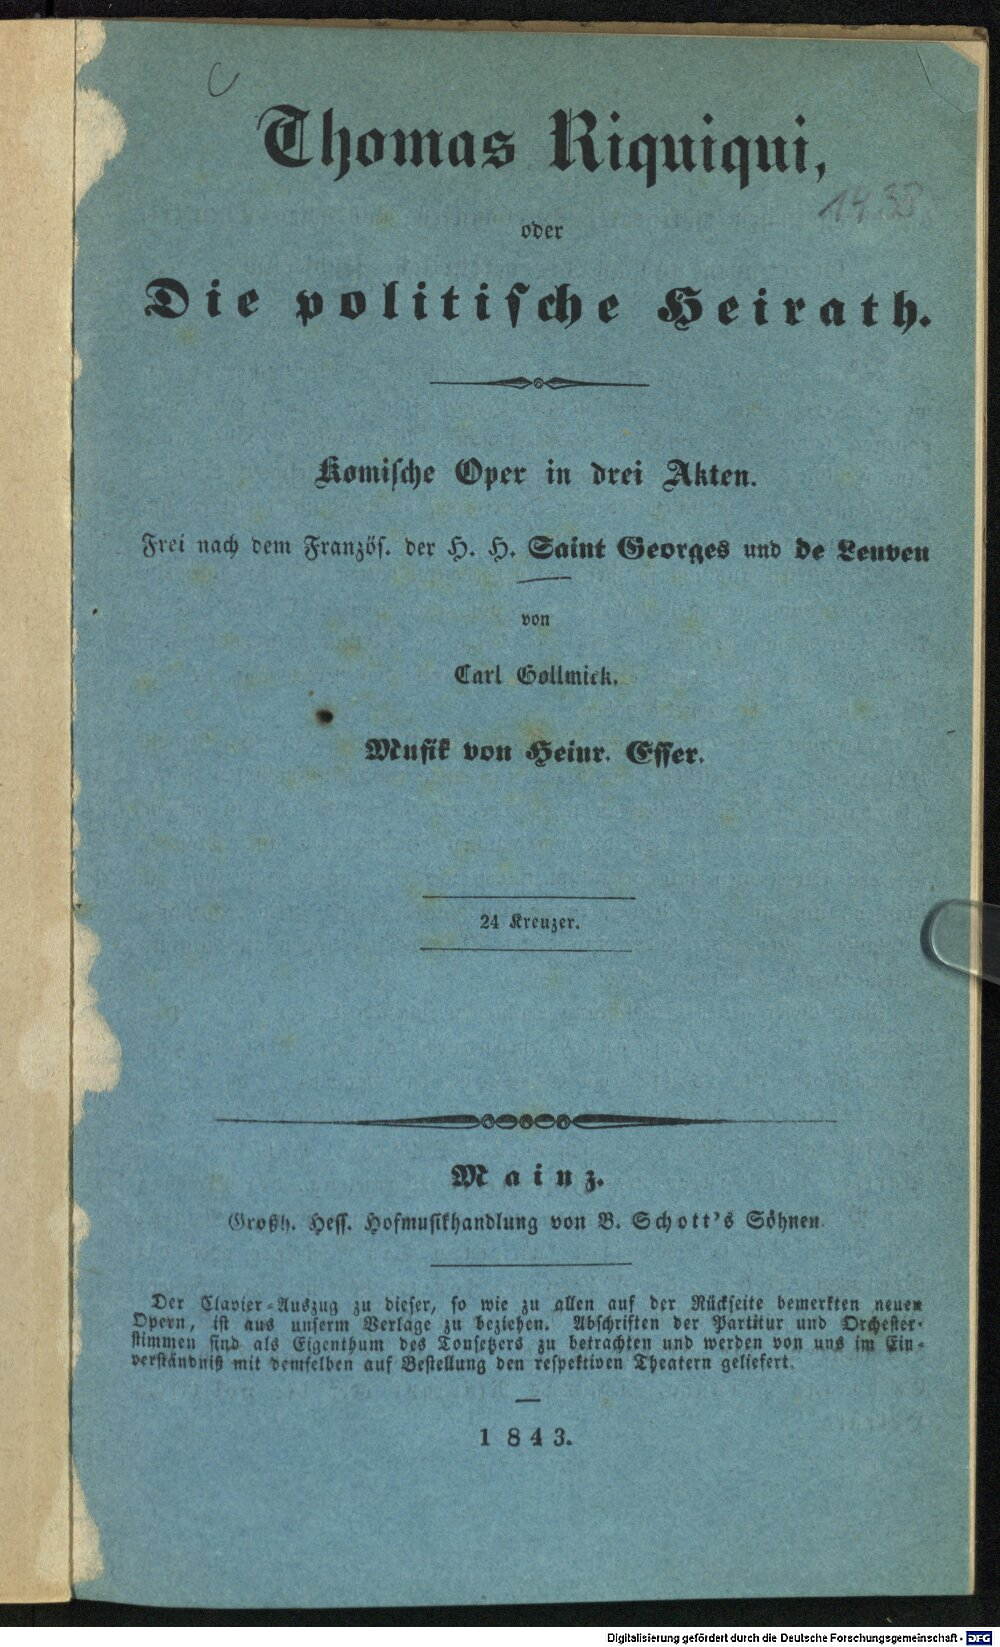 Thomas Riquiqui,
1438
oder
Die politische Heirath.
Komische Oper in drei Akten.
Frei nach dem Französ. der H. H. Saint Georges und de Leuven
von
Carl Gollmick.
Musik von Heinr. Esser.
24 Kreuzer.
Mainz.
Großh. Hess. Hofmusikhandlung von B. Schott's Söhnen.
Der Clavier-Auszug zu dieser, so wie zu allen auf der Rückseite bemerkten neuen
Opern, ist aus unserm Verlage zu beziehen. Abschriften der Partitur und Orchester-
stimmen sind als Eigenthum des Tonsetzers zu betrachten und werden von uns im Ein-
verständniß mit demselben auf Bestellung den respektiven Theatern geliefert.
1843.
Digitalisierung gefördert durch die Deutsche Forschungsgemeinschaft - DFG